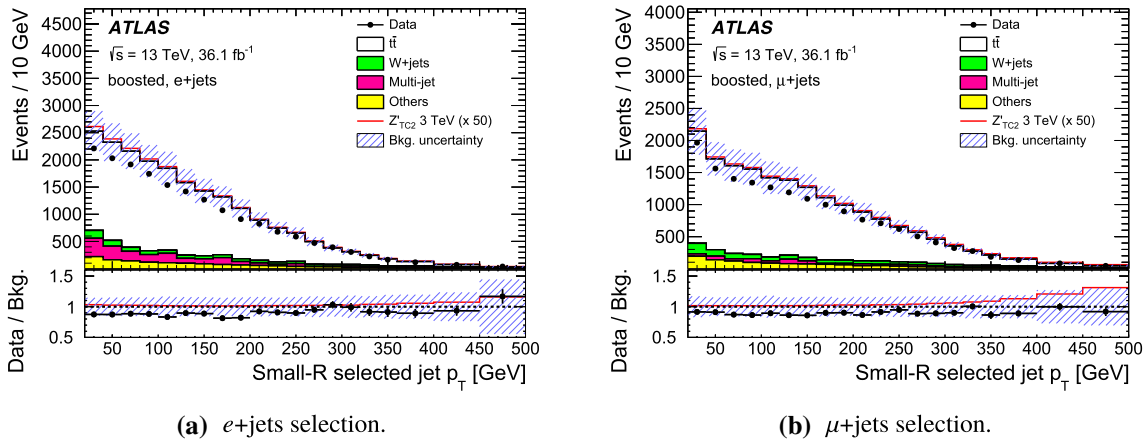 Events / 10 GeV
4500
4000
3500
3000
2500
2000
1500
1000
500
ATLAS
√s = 13 TeV, 36.1 fb⁻¹
boosted, e+jets
Data
tt̄
W+jets
Multi-jet
Others
Z'TC2 3 TeV (x 50)
Bkg. uncertainty
Data / Bkg.
1.5
1
0.5
50 100 150 200 250 300 350 400 450 500
Small-R selected jet pT [GeV]
(a) e+jets selection.
Events / 10 GeV
4000
3500
3000
2500
2000
1500
1000
500
ATLAS
√s = 13 TeV, 36.1 fb⁻¹
boosted, μ+jets
Data
tt̄
W+jets
Multi-jet
Others
Z'TC2 3 TeV (x 50)
Bkg. uncertainty
Data / Bkg.
1.5
1
0.5
50 100 150 200 250 300 350 400 450 500
Small-R selected jet pT [GeV]
(b) μ+jets selection.